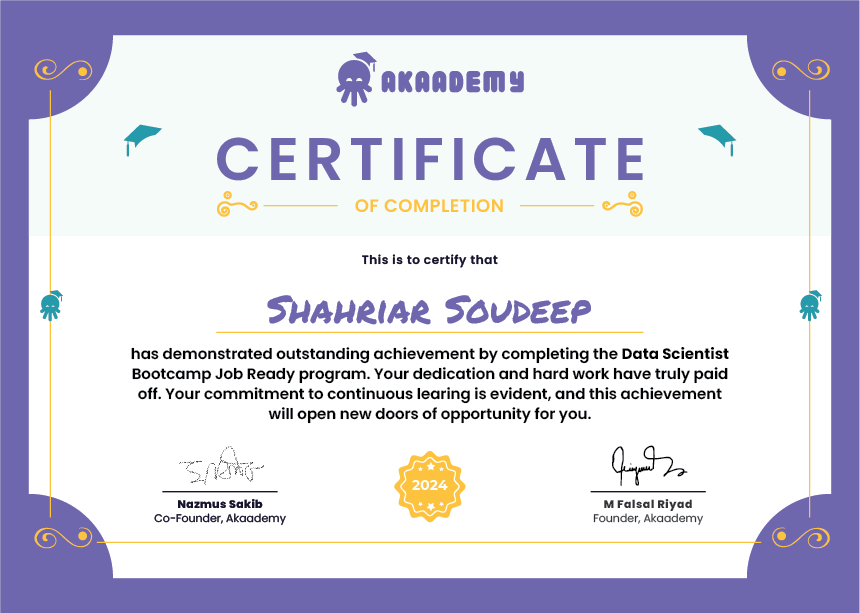 AKAADEMY
CERTIFICATE
OF COMPLETION
This is to certify that
Shahriar Soudeep
has demonstrated outstanding achievement by completing the Data Scientist
Bootcamp Job Ready program. Your dedication and hard work have truly paid
off. Your commitment to continuous learing is evident, and this achievement
will open new doors of opportunity for you.
2024
Nazmus Sakib
Co-Founder, Akaademy
M FaIsal Riyad
Founder, Akaademy